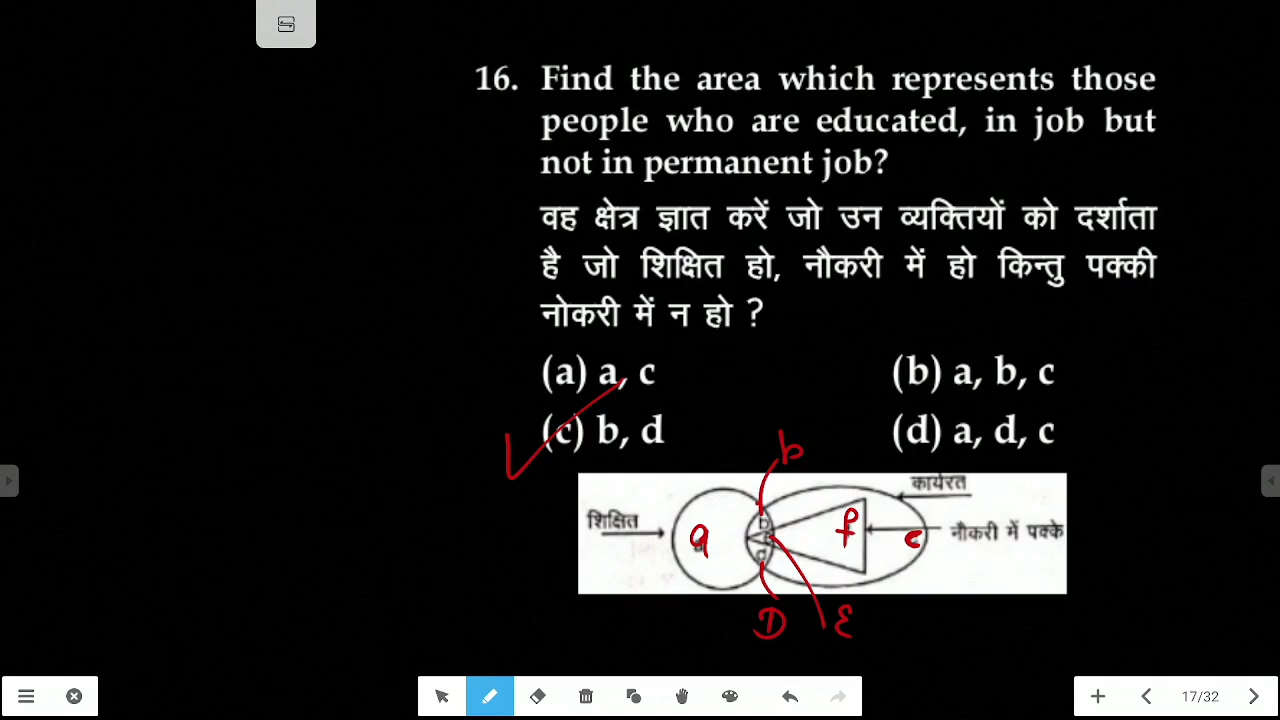 16. Find the area which represents those
people who are educated, in job but
not in permanent job?
वह क्षेत्र ज्ञात करें जो उन व्यक्तियों को दर्शाता
है जो शिक्षित हो, नौकरी में हो किन्तु पक्की
नोकरी में न हो ?
(a) a, c (b) a, b, c
(c) b, d (d) a, d, c
b
कार्यरत
शिक्षित a b f c नौकरी में पक्के
d
D E
17/32